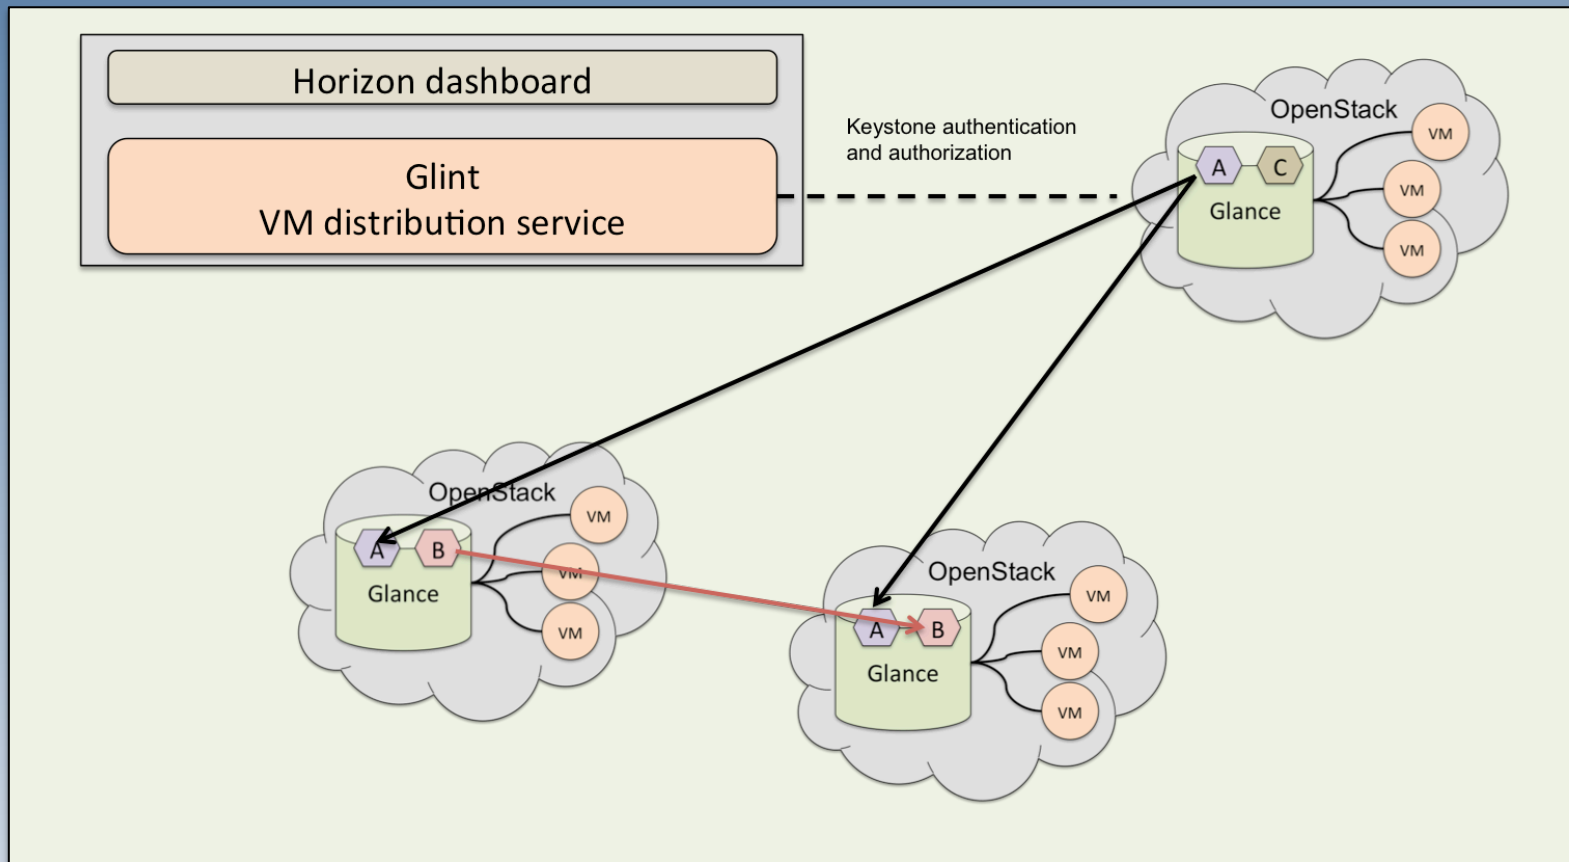 Horizon dashboard
Glint
VM distribution service
Keystone authentication
and authorization
OpenStack
VM
A
C
VM
Glance
VM
OpenStack
VM
A
B
VM
Glance
VM
OpenStack
VM
A
B
VM
Glance
VM